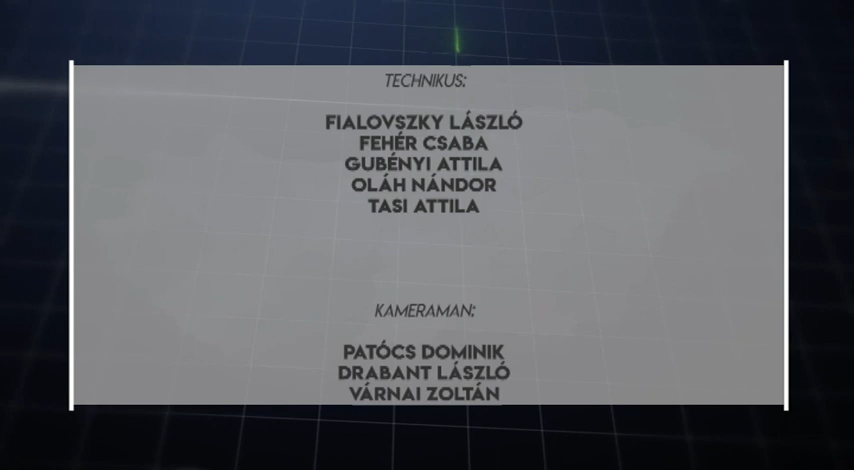 TECHNIKUS:
FIALOVSZKY LÁSZLÓ
FEHÉR CSABA
GUBÉNYI ATTILA
OLÁH NÁNDOR
TASI ATTILA
KAMERAMAN:
PATÓCS DOMINIK
DRABANT LÁSZLÓ
VÁRNAI ZOLTÁN